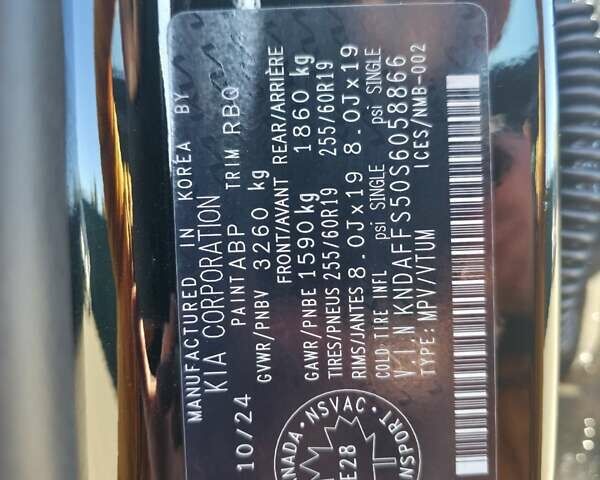 MANUFACTURED IN KOREA BY
KIA CORPORATION
10/24 PAINT ABP TRIM RBQ
GVWR/PNBV 3260 kg
FRONT/AVANT REAR/ARRIÈRE
GAWR/PNBE 1590 kg 1860 kg
TIRES/PNEUS 255/60R19 255/60R19
RIMS/JANTES 8.0J x 19 8.0J x 19
COLD TIRE INFL psi SINGLE psi SINGLE
V.I.N KNDAFFS50S6058866
TYPE: MPV/VTUM ICES/NMB-002
NSVAC